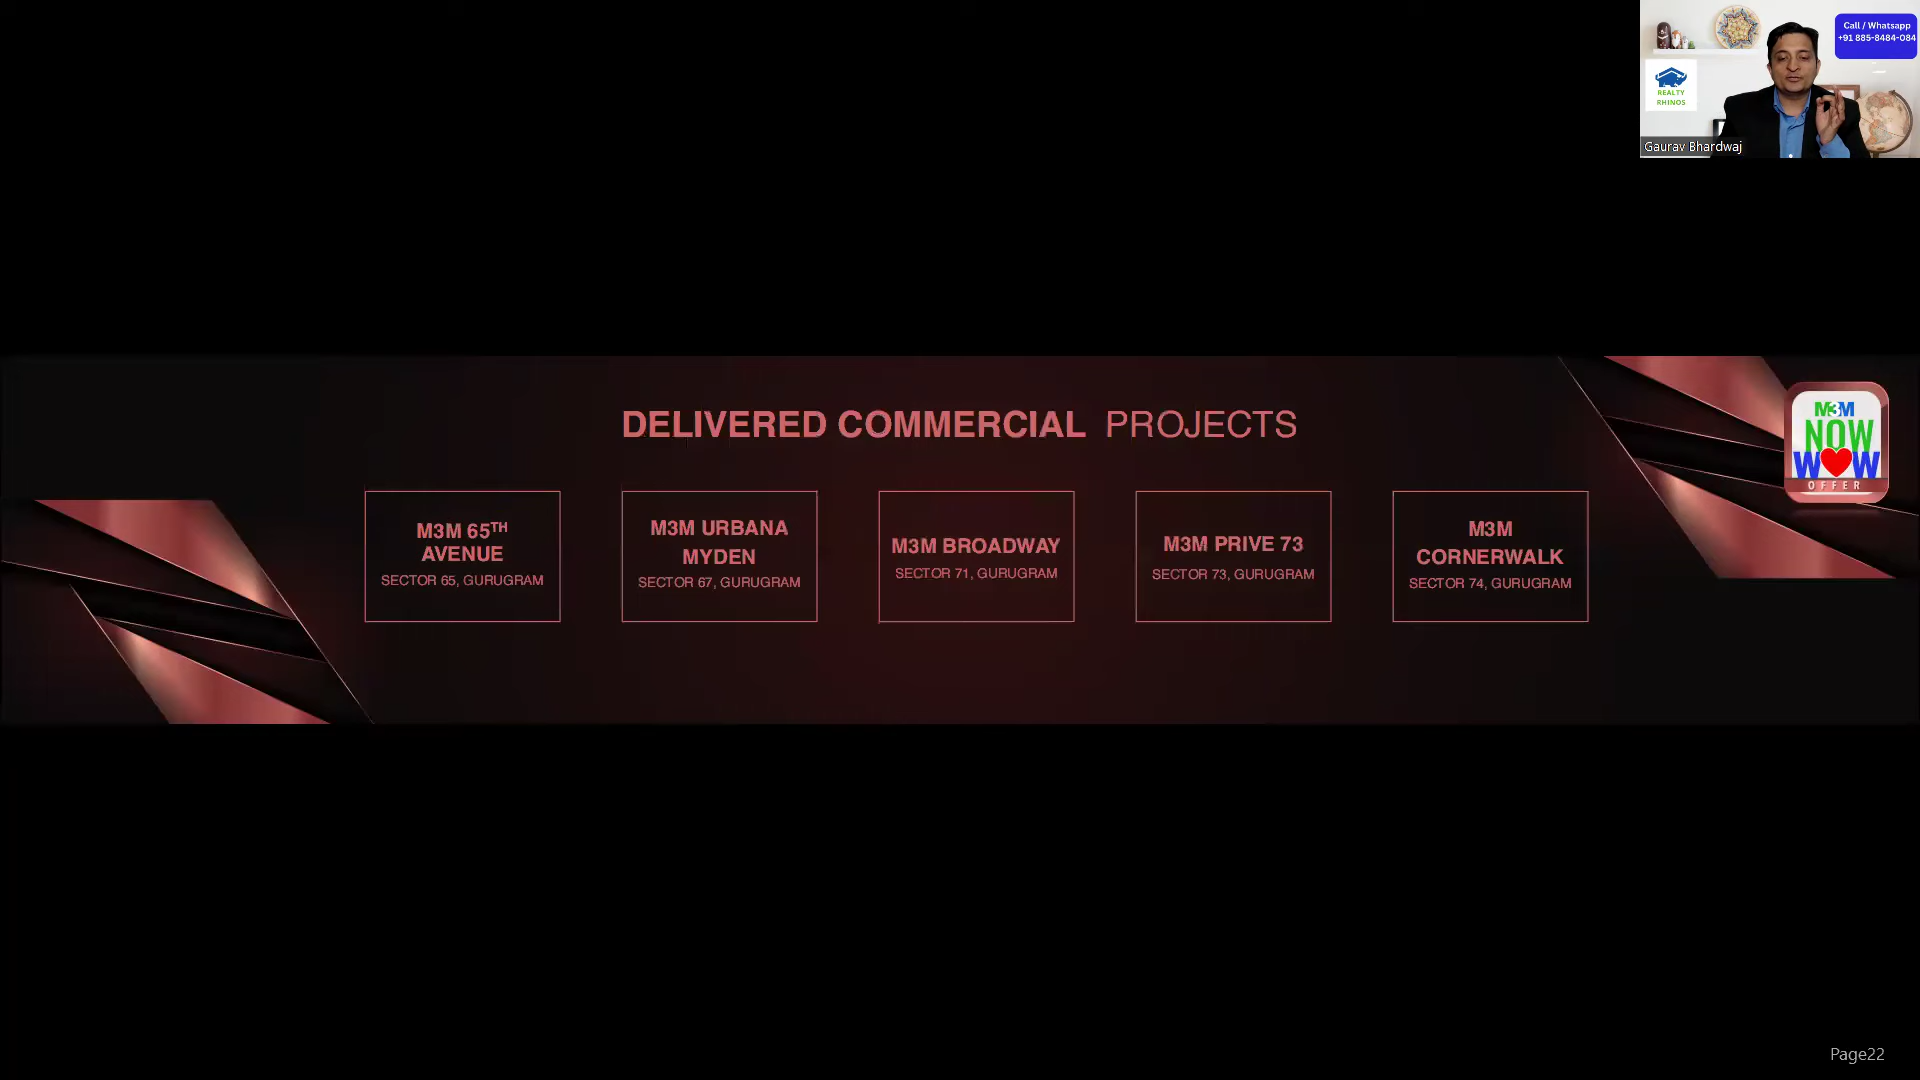 Call / Whatsapp
+91 885-8484-084
REALTY
RHINOS
Gaurav Bhardwaj
DELIVERED COMMERCIAL PROJECTS
M3M
NOW
WOW
OFFER
M3M 65TH
AVENUE
SECTOR 65, GURUGRAM
M3M URBANA
MYDEN
SECTOR 67, GURUGRAM
M3M BROADWAY
SECTOR 71, GURUGRAM
M3M PRIVE 73
SECTOR 73, GURUGRAM
M3M
CORNERWALK
SECTOR 74, GURUGRAM
Page22